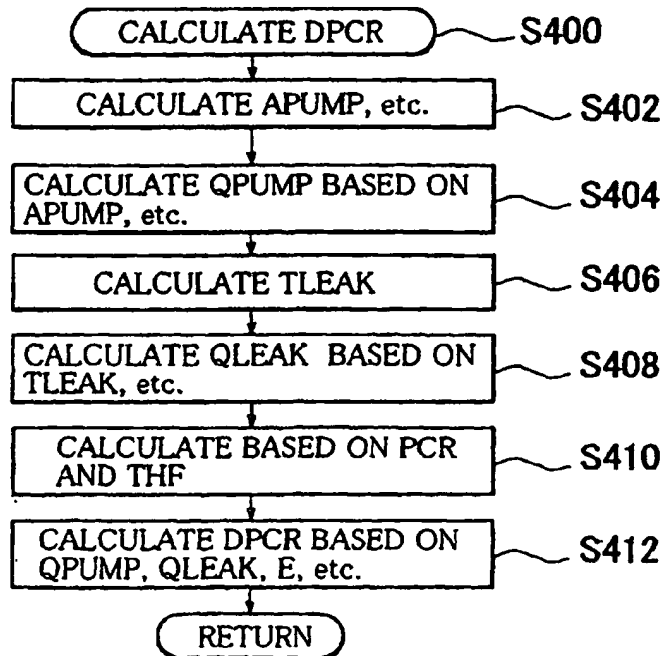 CALCULATE DPCR
S400
CALCULATE APUMP, etc.
S402
CALCULATE QPUMP BASED ON
APUMP, etc.
S404
CALCULATE TLEAK
S406
CALCULATE QLEAK BASED ON
TLEAK, etc.
S408
CALCULATE BASED ON PCR
AND THF
S410
CALCULATE DPCR BASED ON
QPUMP, QLEAK, E, etc.
S412
RETURN